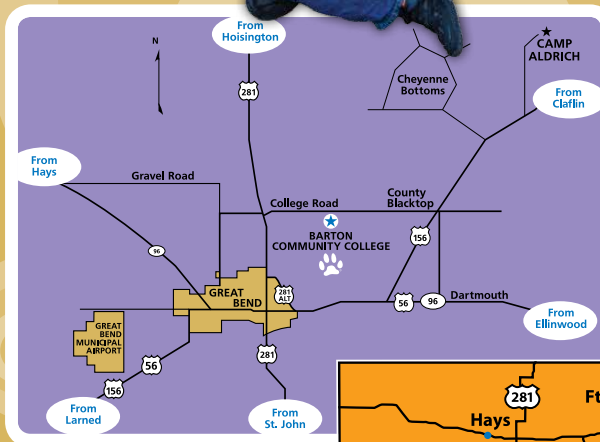 From
Hoisington
N
CAMP
ALDRICH
Cheyenne
Bottoms
281
From
Claflin
From
Hays
Gravel Road
College Road
County
Blacktop
BARTON
COMMUNITY COLLEGE
156
96
GREAT
BEND
281
ALT
56
96
Dartmouth
From
Ellinwood
GREAT
BEND
MUNICIPAL
AIRPORT
56
281
156
From
Larned
From
St. John
281
Ft
Hays